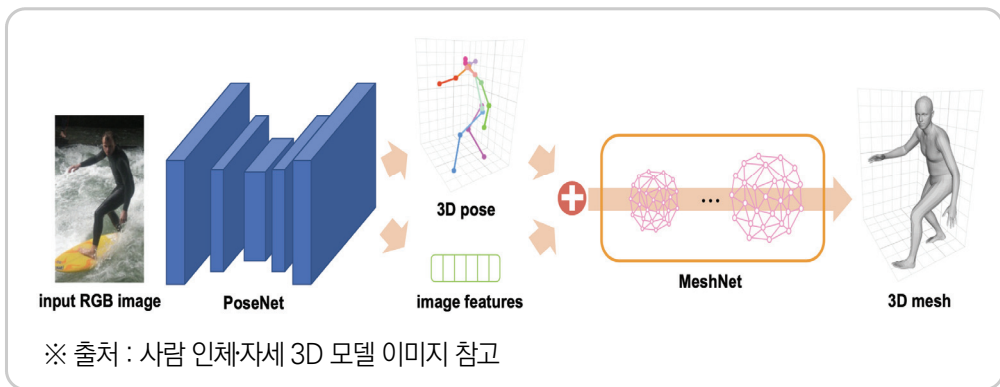 3D pose
input RGB image
PoseNet
image features
MeshNet
3D mesh
※ 출처 : 사람 인체·자세 3D 모델 이미지 참고